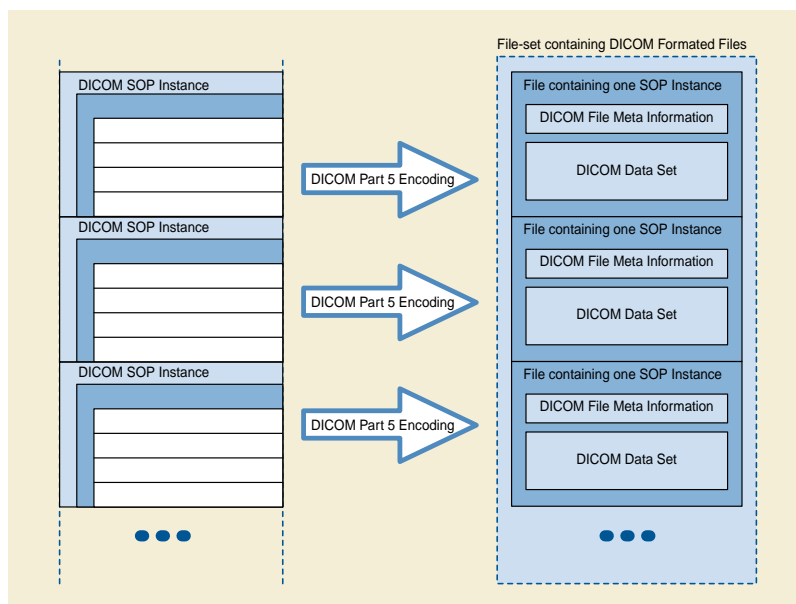 File-set containing DICOM Formated Files
DICOM SOP Instance
DICOM Part 5 Encoding
File containing one SOP Instance
DICOM File Meta Information
DICOM Data Set
DICOM SOP Instance
DICOM Part 5 Encoding
File containing one SOP Instance
DICOM File Meta Information
DICOM Data Set
DICOM SOP Instance
DICOM Part 5 Encoding
File containing one SOP Instance
DICOM File Meta Information
DICOM Data Set